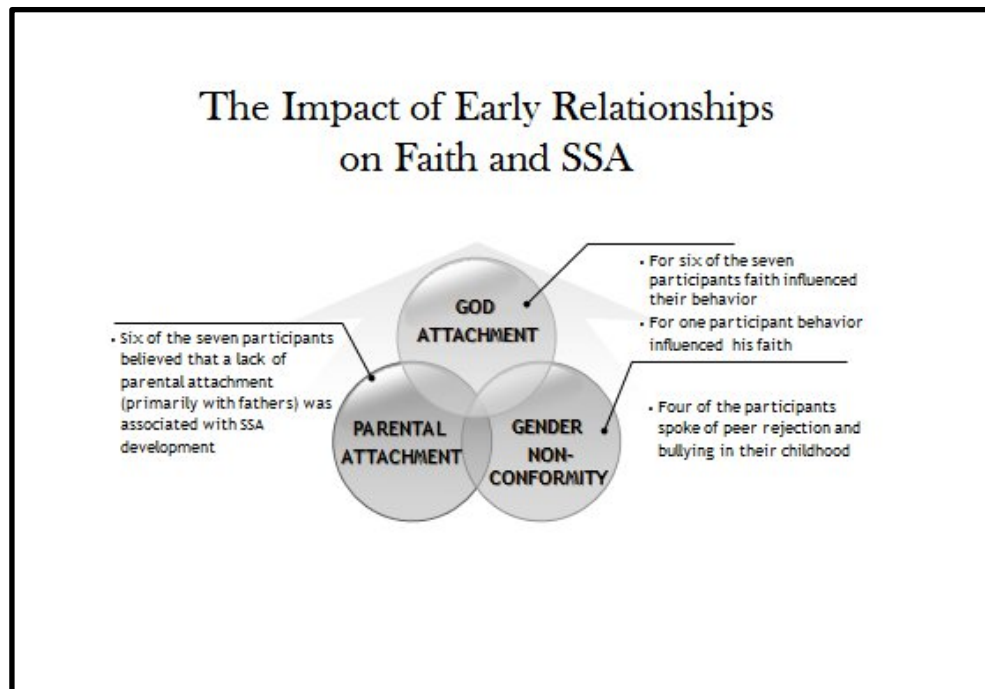 The Impact of Early Relationships
on Faith and SSA
GOD
ATTACHMENT
• For six of the seven
participants faith influenced
their behavior
• For one participant behavior
influenced his faith
• Six of the seven participants
believed that a lack of
parental attachment
(primarily with fathers) was
associated with SSA
development
PARENTAL
ATTACHMENT
GENDER
NON-
CONFORMITY
• Four of the participants
spoke of peer rejection and
bullying in their childhood